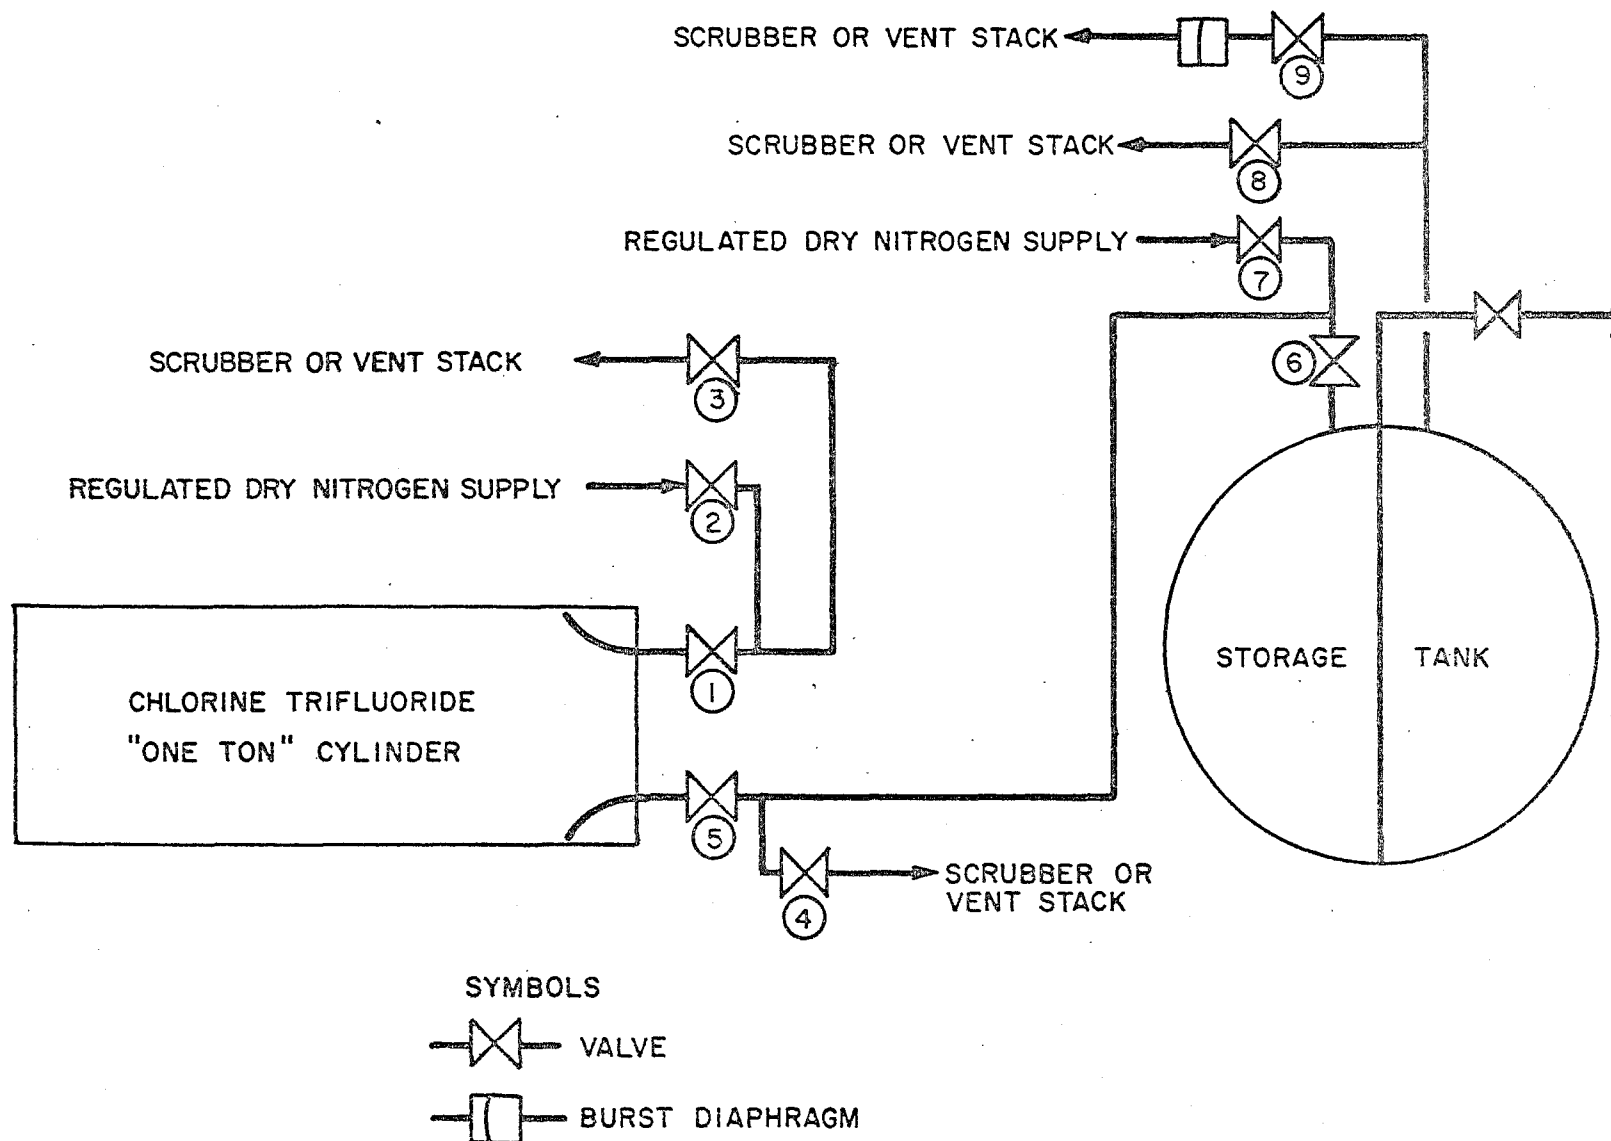 SCRUBBER OR VENT STACK
9
SCRUBBER OR VENT STACK
8
REGULATED DRY NITROGEN SUPPLY
7
SCRUBBER OR VENT STACK
6
3
REGULATED DRY NITROGEN SUPPLY
2
STORAGE TANK
1
CHLORINE TRIFLUORIDE
"ONE TON" CYLINDER
5
SCRUBBER OR
VENT STACK
4
SYMBOLS
VALVE
BURST DIAPHRAGM